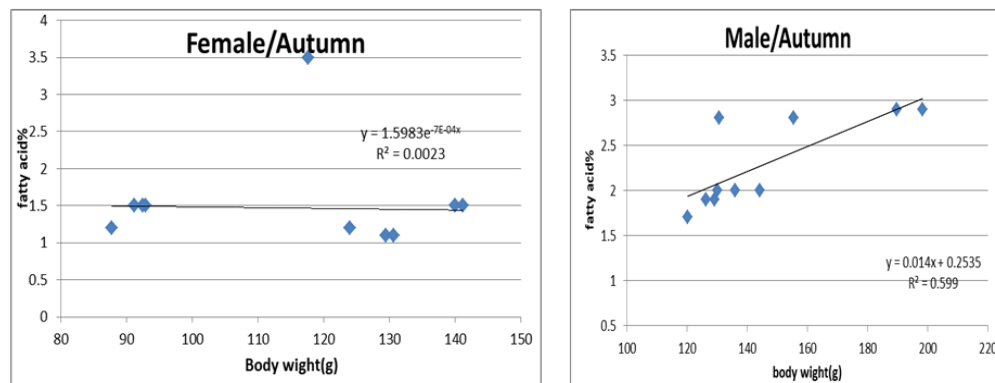 Female/Autumn
4
3.5
3
2.5
2
1.5
1
0.5
0
fatty acid%
y = 1.5983e^-7E-04x
R² = 0.0023
80 90 100 110 120 130 140 150
Body wight(g)
Male/Autumn
3.5
3
2.5
2
1.5
1
0.5
fatty acid%
y = 0.014x + 0.2535
R² = 0.599
100 120 140 160 180 200 220
body wight(g)